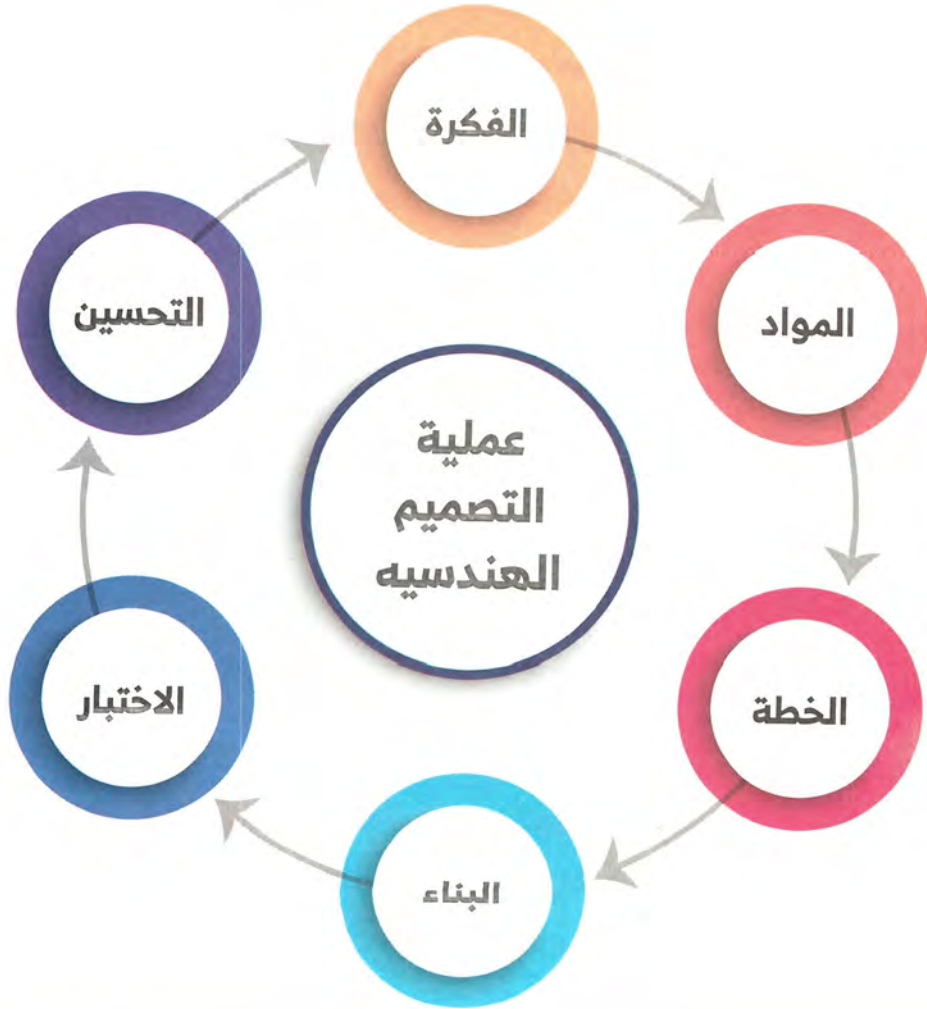 الفكرة
المواد
الخطة
البناء
الاختبار
التحسين
عملية
التصميم
الهندسيه